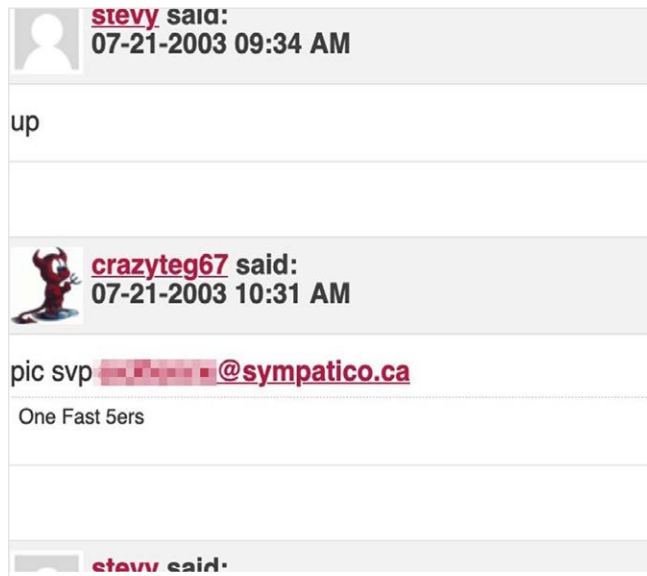 stevy said:
07-21-2003 09:34 AM
up
crazyteg67 said:
07-21-2003 10:31 AM
pic svp @sympatico.ca
One Fast 5ers
stevy said: